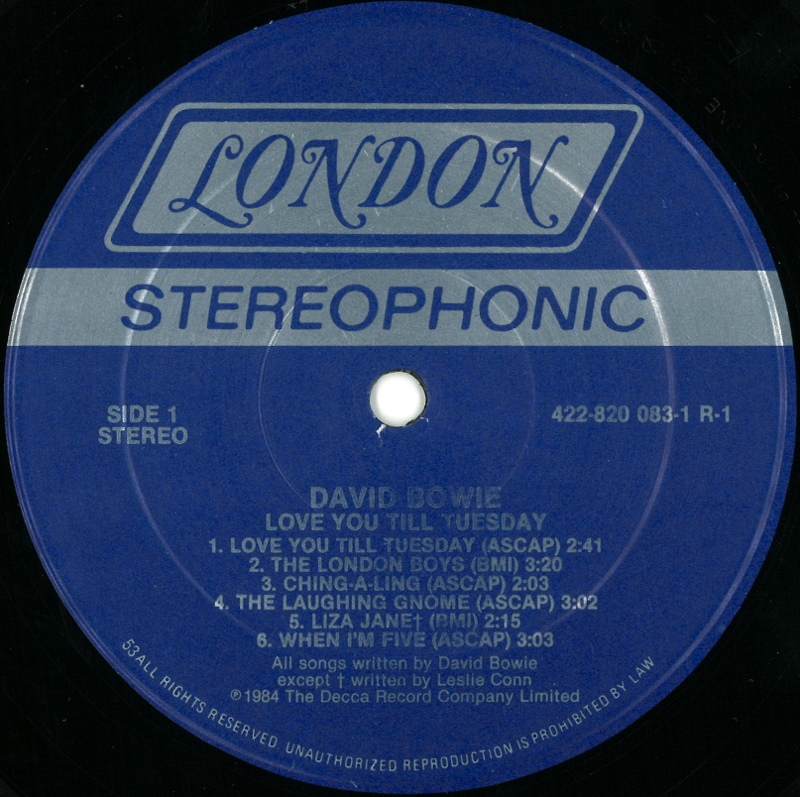 LONDON
STEREOPHONIC
SIDE 1
STEREO
422-820 083-1 R-1
DAVID BOWIE
LOVE YOU TILL TUESDAY
1. LOVE YOU TILL TUESDAY (ASCAP) 2:41
2. THE LONDON BOYS (BMI) 3:20
3. CHING-A-LING (ASCAP) 2:03
4. THE LAUGHING GNOME (ASCAP) 3:02
5. LIZA JANE† (BMI) 2:15
6. WHEN I'M FIVE (ASCAP) 3:03
All songs written by David Bowie
except † written by Leslie Conn
℗1984 The Decca Record Company Limited
53 ALL RIGHTS RESERVED UNAUTHORIZED REPRODUCTION IS PROHIBITED BY LAW